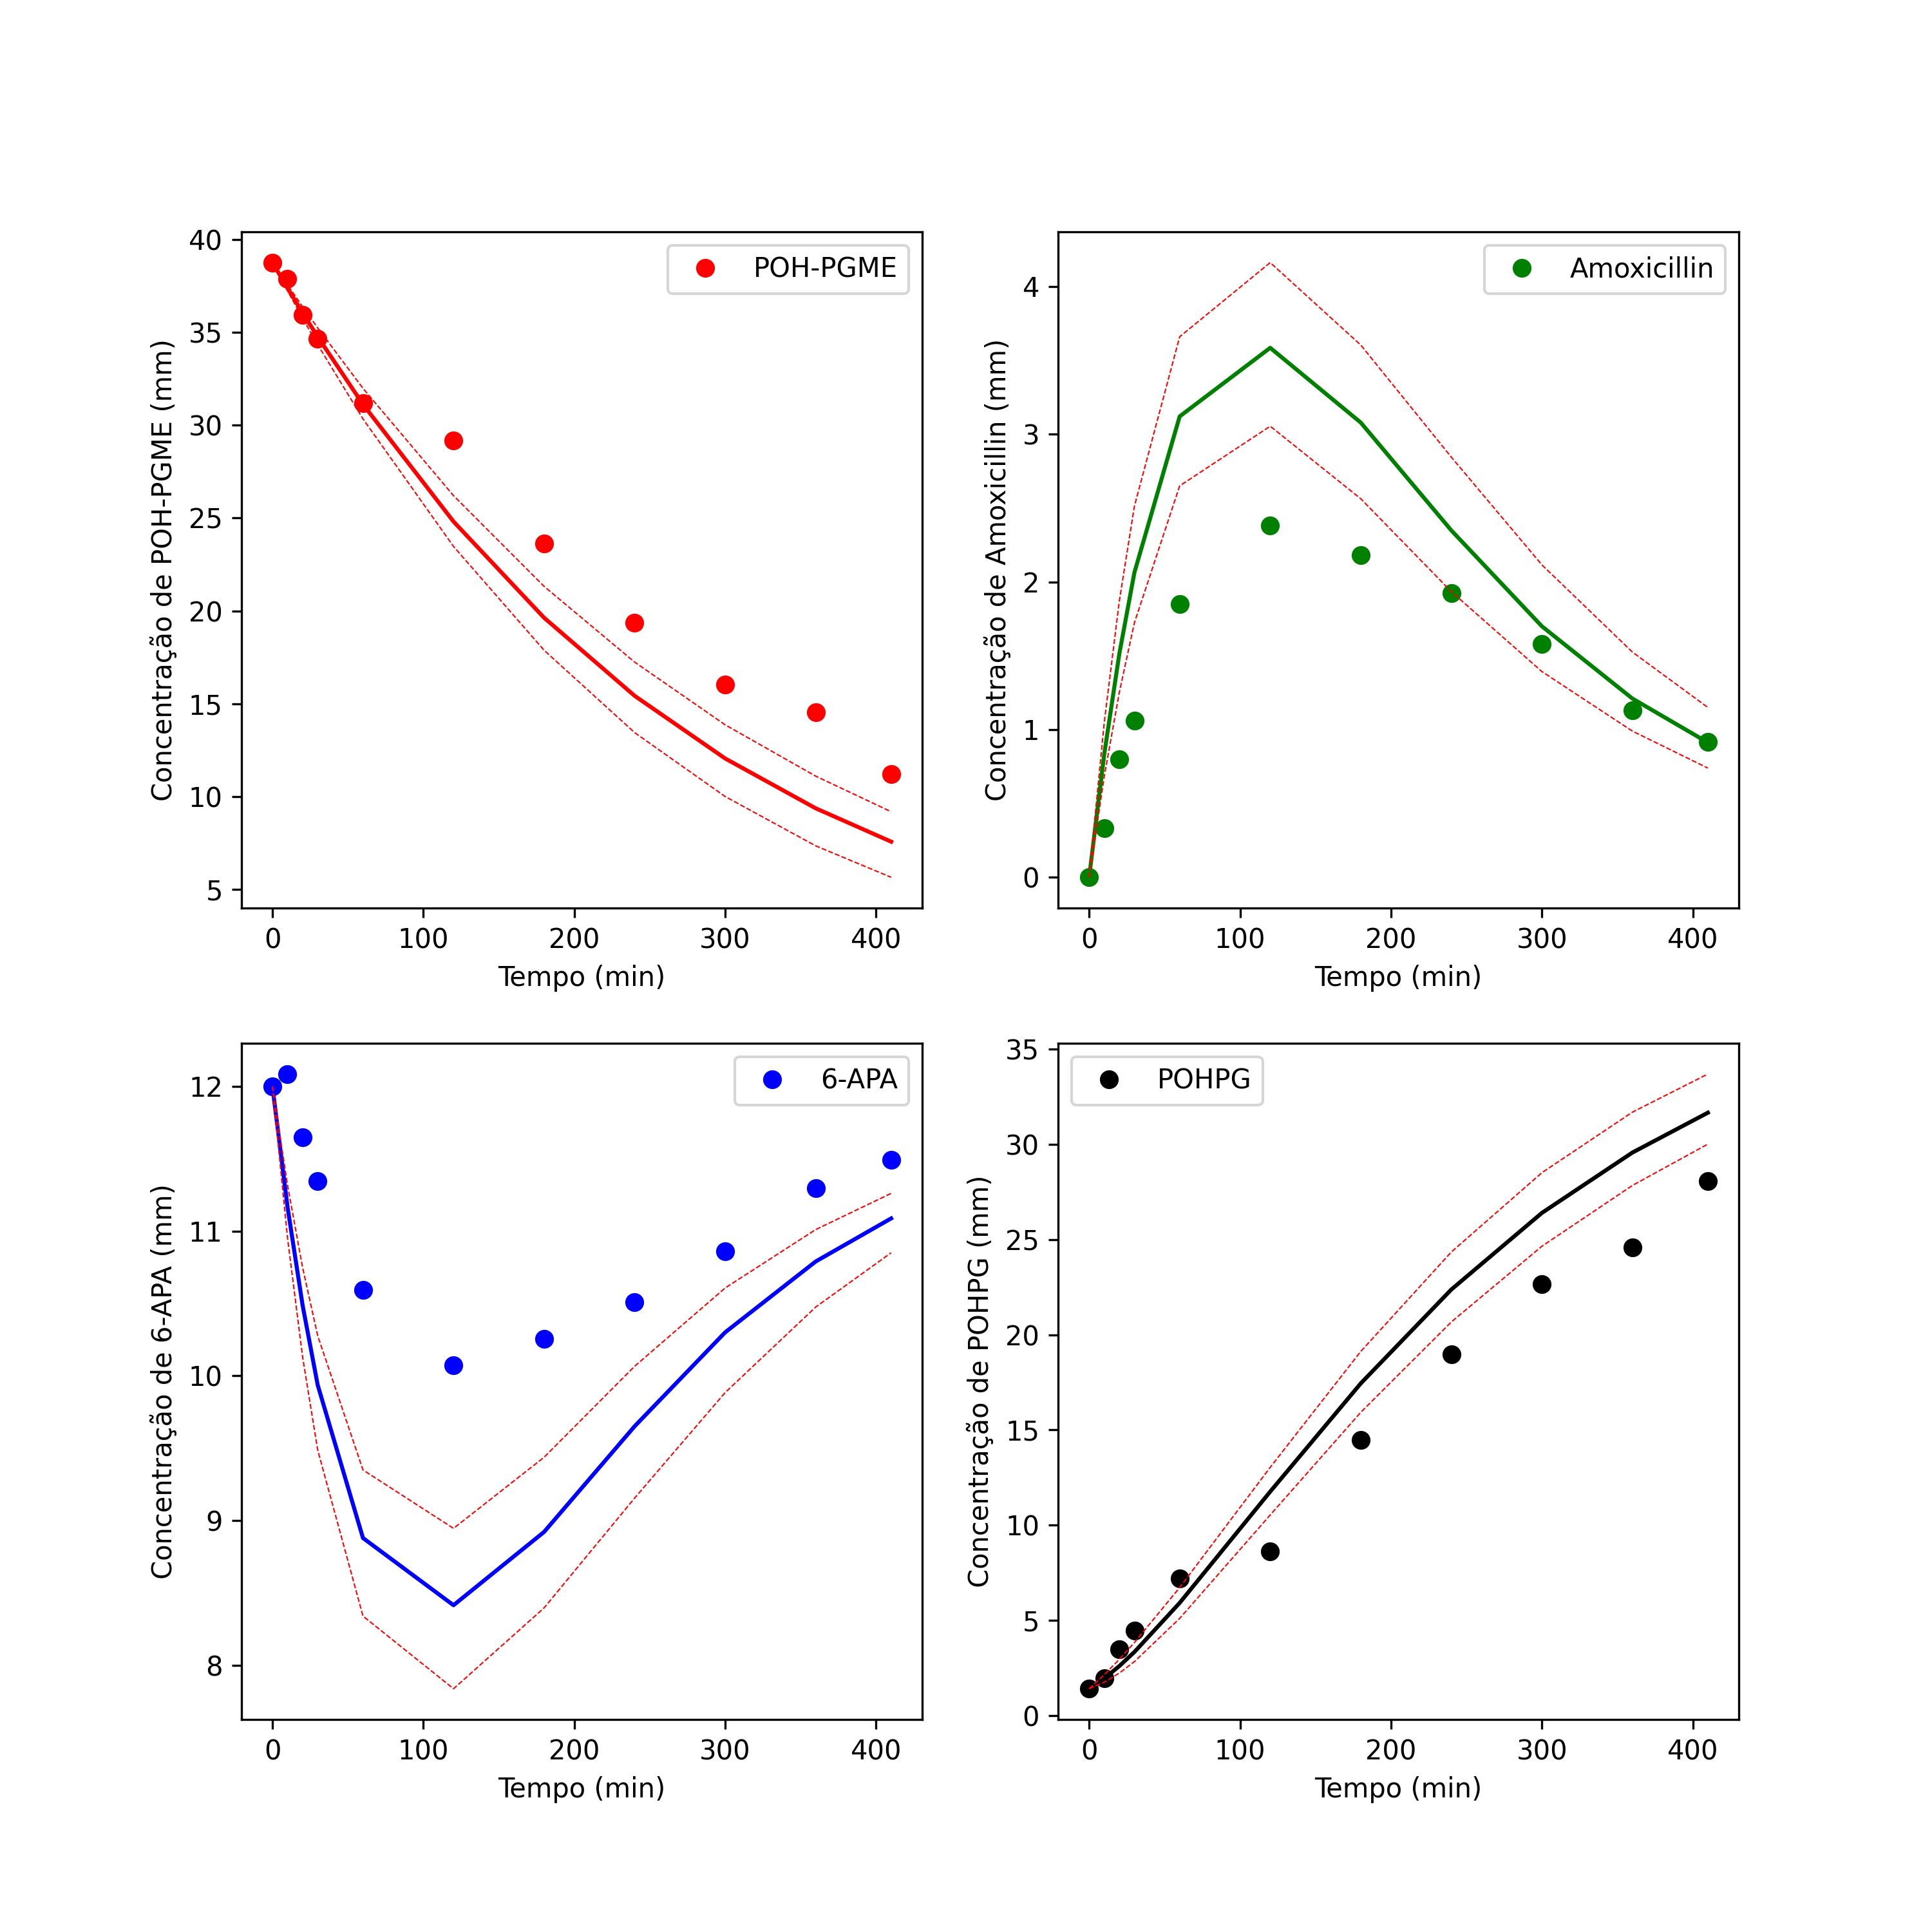 40
35
30
25
20
15
10
5
Concentração de POH-PGME (mm)
POH-PGME
0 100 200 300 400
Tempo (min)
4
3
2
1
0
Concentração de Amoxicillin (mm)
Amoxicillin
0 100 200 300 400
Tempo (min)
12
11
10
9
8
Concentração de 6-APA (mm)
6-APA
0 100 200 300 400
Tempo (min)
35
30
25
20
15
10
5
0
Concentração de POHPG (mm)
POHPG
0 100 200 300 400
Tempo (min)